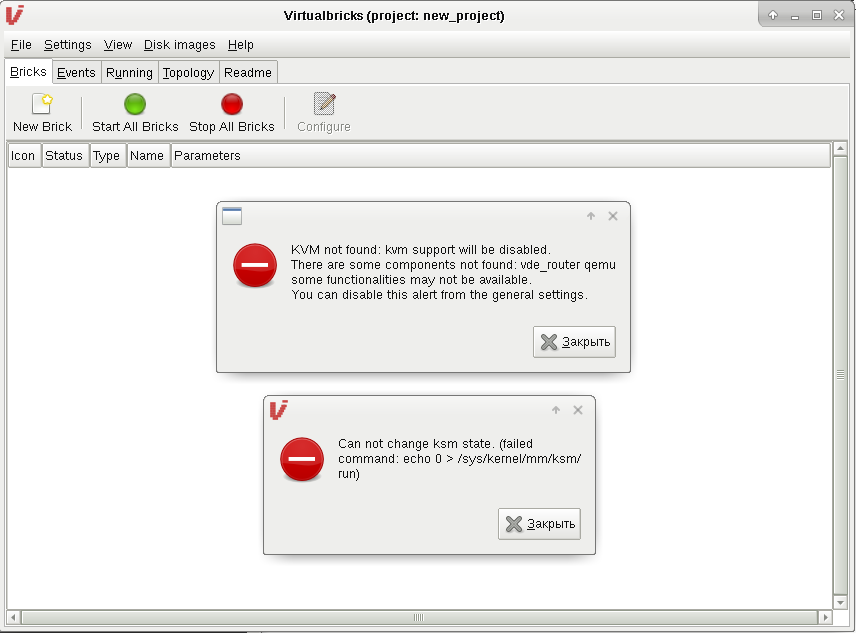 Virtualbricks (project: new_project)
File Settings View Disk images Help
Bricks Events Running Topology Readme
New Brick Start All Bricks Stop All Bricks Configure
Icon Status Type Name Parameters
KVM not found: kvm support will be disabled.
There are some components not found: vde_router qemu
some functionalities may not be available.
You can disable this alert from the general settings.
Закрыть
Can not change ksm state. (failed
command: echo 0 > /sys/kernel/mm/ksm/
run)
Закрыть